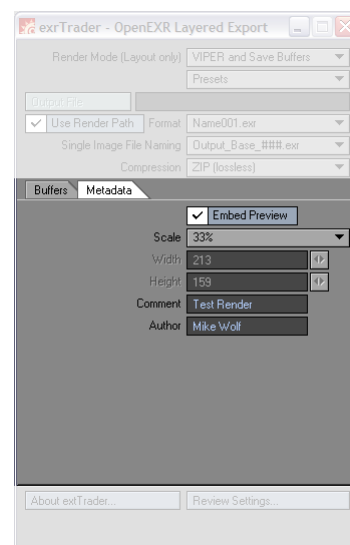 exrTrader - OpenEXR Layered Export
Render Mode (Layout only) VIPER and Save Buffers
Presets
Output File
Use Render Path Format Name001.exr
Single Image File Naming Output_Base_###.exr
Compression ZIP (lossless)
Buffers Metadata
Embed Preview
Scale 33%
Width 213
Height 159
Comment Test Render
Author Mike Wolf
About extTrader... Review Settings...